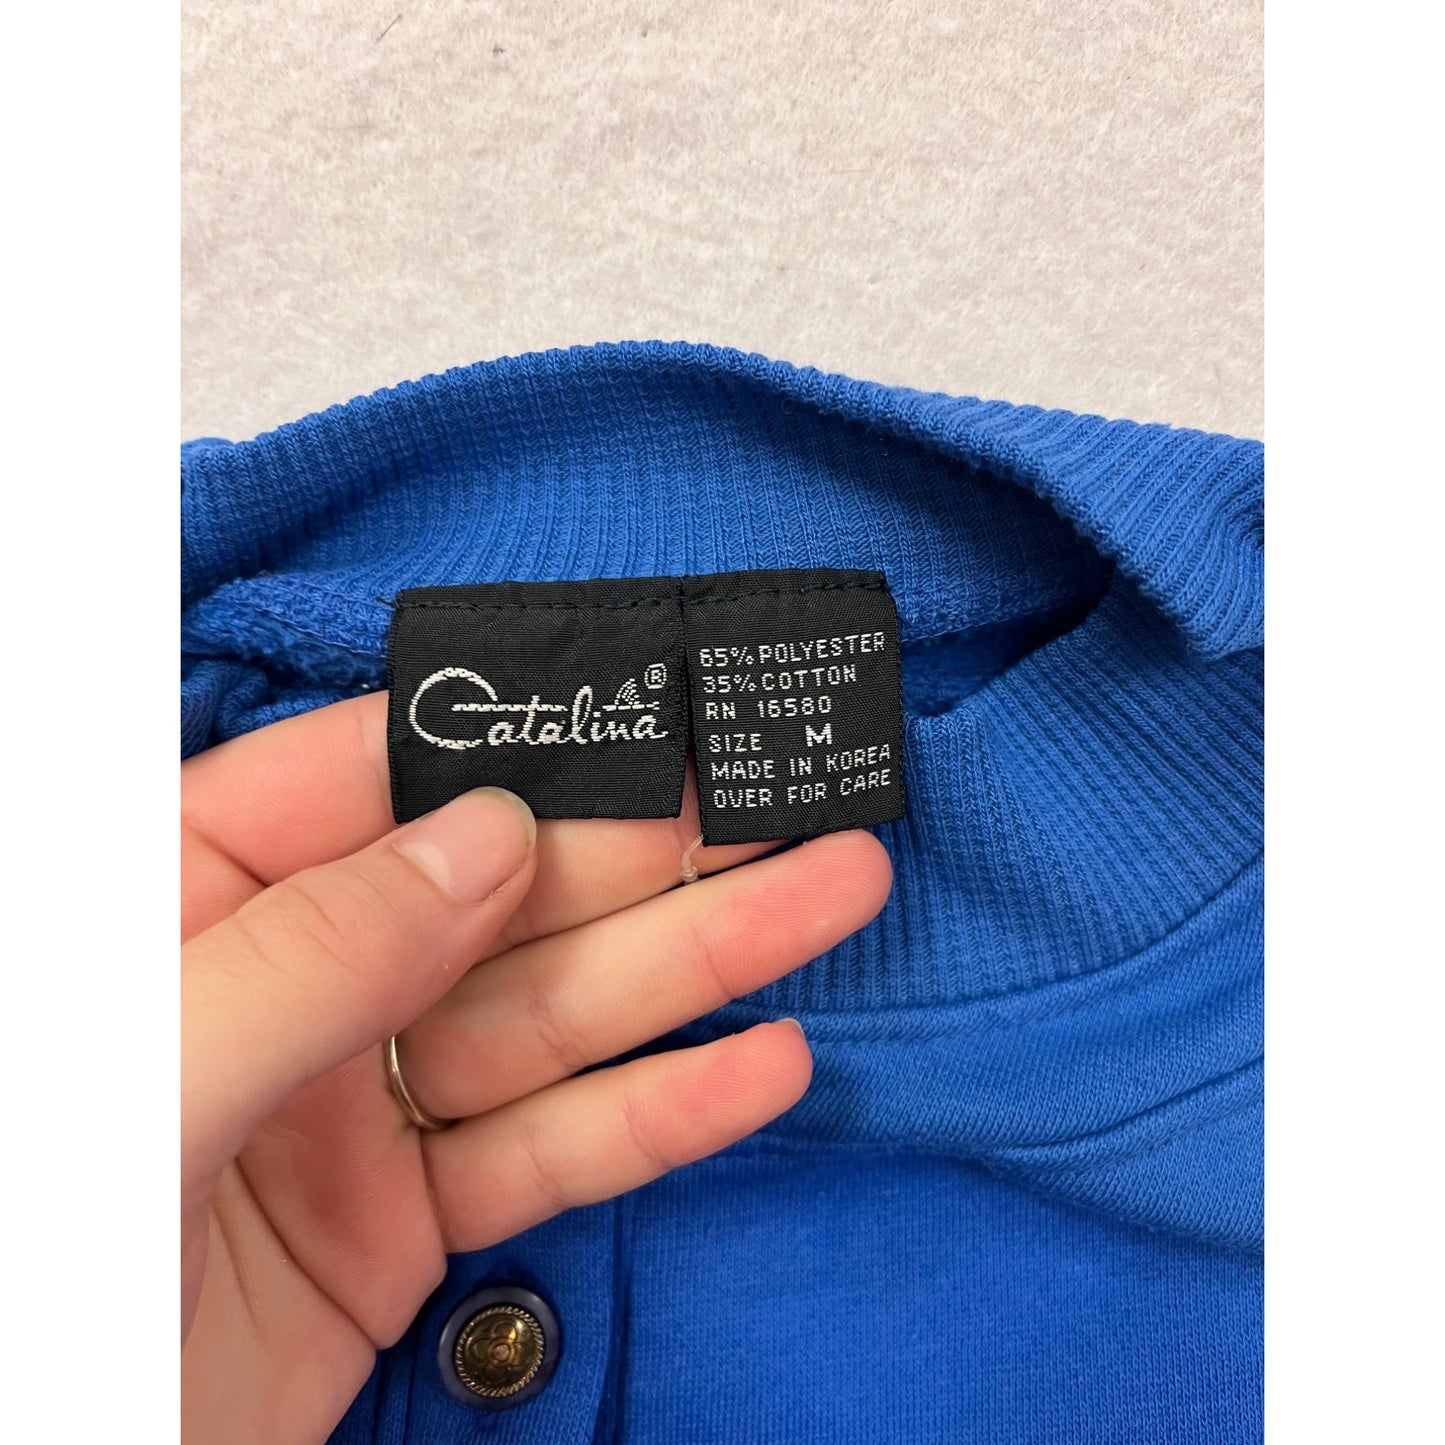 Catalina®
65% POLYESTER
35% COTTON
RN 16580
SIZE M
MADE IN KOREA
OVER FOR CARE